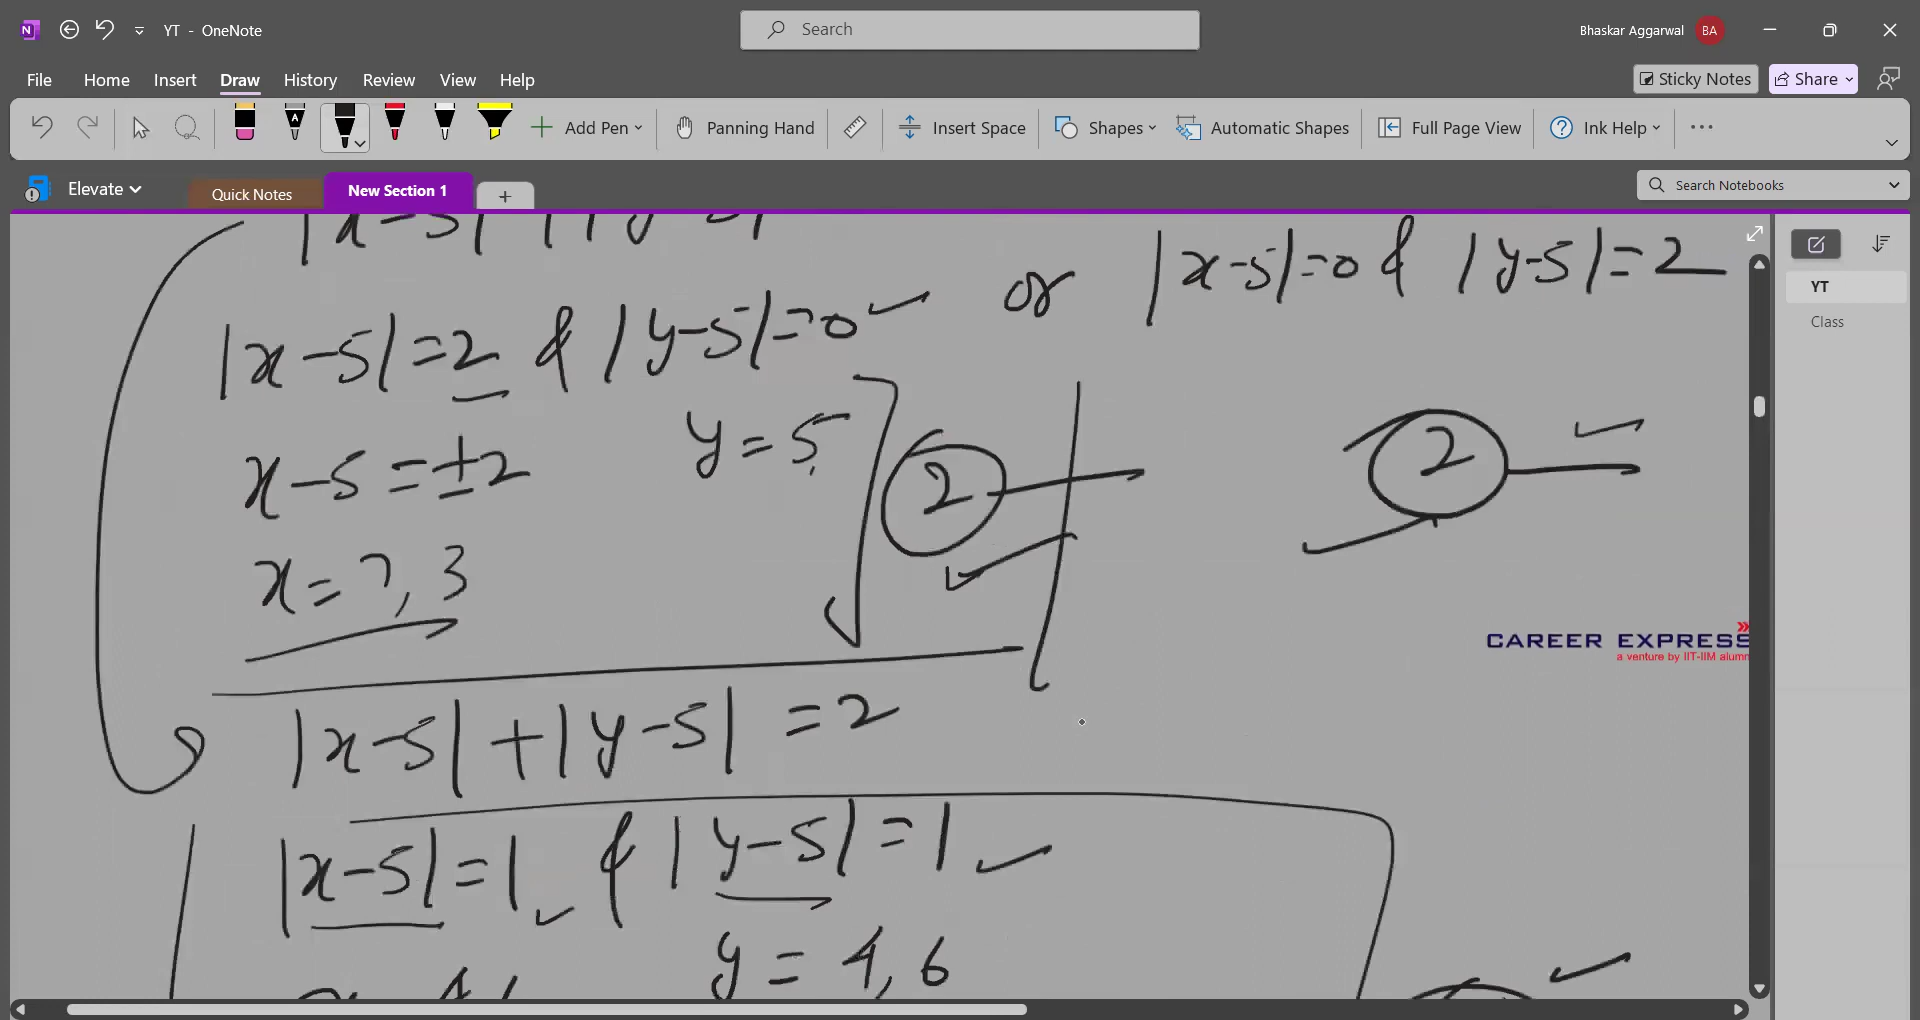 YT - OneNote
Search
Bhaskar Aggarwal BA
File Home Insert Draw History Review View Help
Sticky Notes Share
Add Pen Panning Hand Insert Space Shapes Automatic Shapes Full Page View Ink Help
Elevate Quick Notes New Section 1 +
Search Notebooks
YT
Class
|x-5|=2 & |y-5|=0 or |x-5|=0 & |y-5|=2
x-5=±2 y=5
2 2
x=7,3
CAREER EXPRESS
a venture by IIT-IIM alumn
|x-5|+|y-5|=2
|x-5|=1 & |y-5|=1
y=4,6